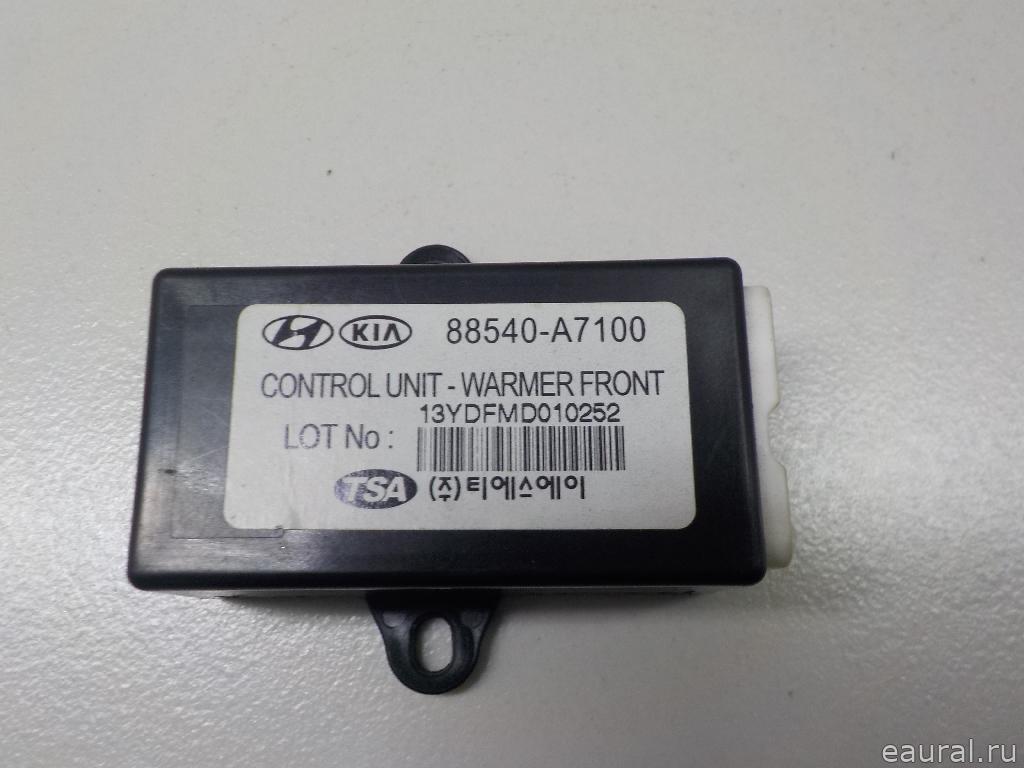 KIA 88540-A7100
CONTROL UNIT - WARMER FRONT
13YDFMD010252
LOT No :
TSA (주)티에스에이
eaural.ru